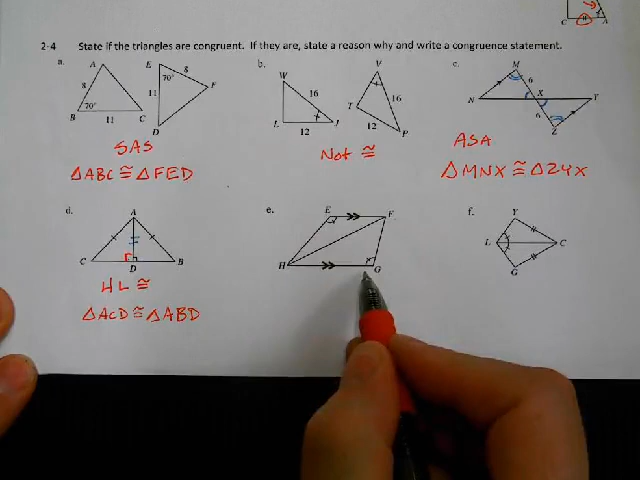 C A
2-4 State if the triangles are congruent. If they are, state a reason why and write a congruence statement.
a. A 8 70° B 11 C E 8 70° 11 F D
SAS
△ABC ≅ △FED
b. W 16 L 12 I V 16 T 12 P
Not ≅
c. M 6 N X Y 6 Z
ASA
△MNX ≅ △ZYX
d. A C D B
HL ≅
△ACD ≅ △ABD
e. E F H G
f. Y L C G